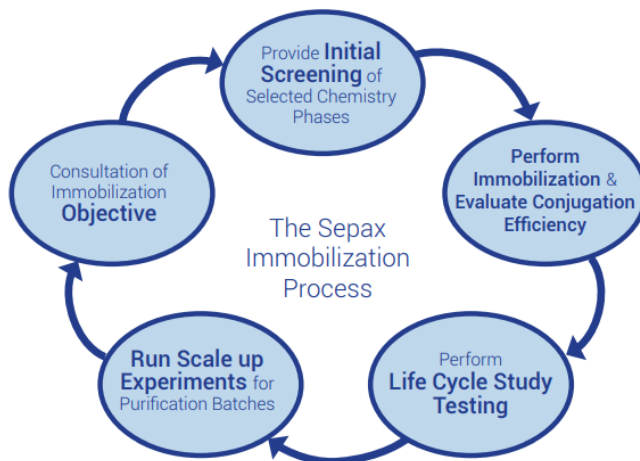 Provide Initial
Screening of
Selected Chemistry
Phases
Perform
Immobilization &
Evaluate Conjugation
Efficiency
Perform
Life Cycle Study
Testing
Run Scale up
Experiments for
Purification Batches
Consultation of
Immobilization
Objective
The Sepax
Immobilization
Process